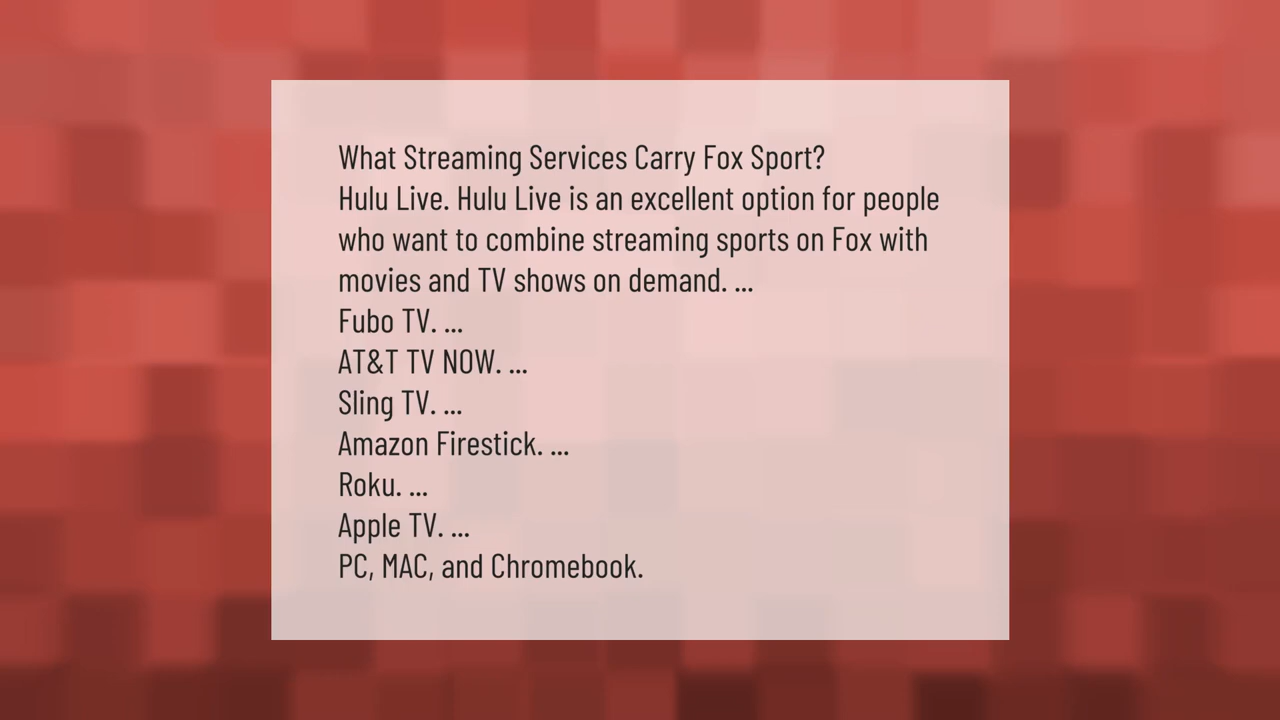 What Streaming Services Carry Fox Sport?
Hulu Live. Hulu Live is an excellent option for people
who want to combine streaming sports on Fox with
movies and TV shows on demand. ...
Fubo TV. ...
AT&T TV NOW. ...
Sling TV. ...
Amazon Firestick. ...
Roku. ...
Apple TV. ...
PC, MAC, and Chromebook.